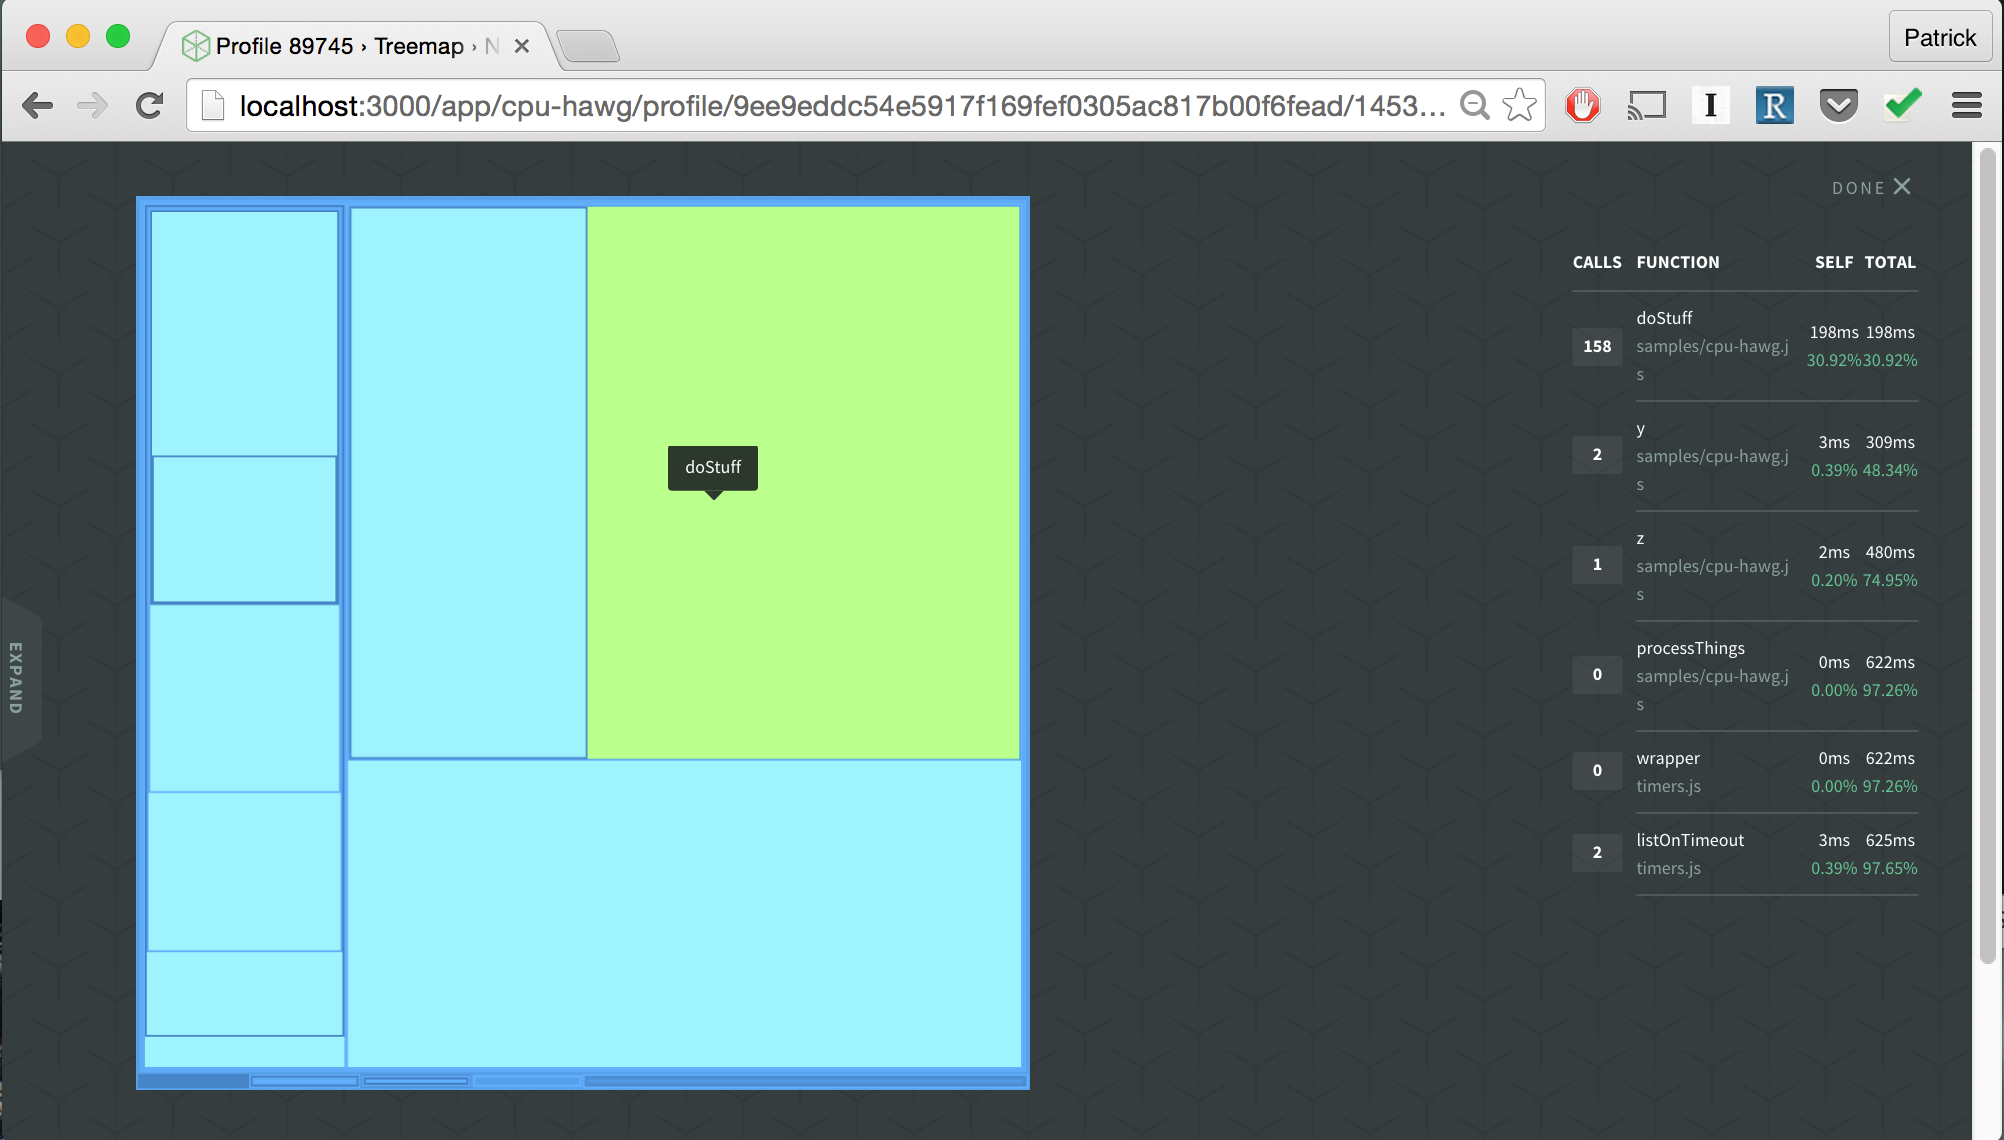 Profile 89745 › Treemap › N
Patrick
localhost:3000/app/cpu-hawg/profile/9ee9eddc54e5917f169fef0305ac817b00f6fead/1453...
I
R
DONE
CALLS FUNCTION SELF TOTAL
doStuff
198ms 198ms
158
samples/cpu-hawg.j
30.92% 30.92%
s
y
3ms 309ms
2
samples/cpu-hawg.j
0.39% 48.34%
s
z
2ms 480ms
1
samples/cpu-hawg.j
0.20% 74.95%
s
processThings
0ms 622ms
0
samples/cpu-hawg.j
0.00% 97.26%
s
wrapper
0ms 622ms
0
timers.js
0.00% 97.26%
listOnTimeout
3ms 625ms
2
timers.js
0.39% 97.65%
doStuff
EXPAND